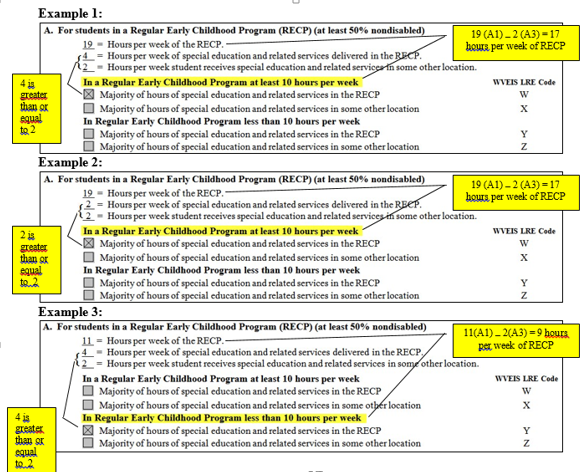 Example 1:
A. For students in a Regular Early Childhood Program (RECP) (at least 50% nondisabled)
19 = Hours per week of the RECP.
4 = Hours per week of special education and related services delivered in the RECP.
2 = Hours per week student receives special education and related services in some other location.
In a Regular Early Childhood Program at least 10 hours per week
WVEIS LRE Code
Majority of hours of special education and related services in the RECP
W
Majority of hours of special education and related services in some other location
X
In Regular Early Childhood Program less than 10 hours per week
Majority of hours of special education and related services in the RECP
Y
Majority of hours of special education and related services in some other location
Z
19 (A1) – 2 (A3) = 17
hours per week of RECP
4 is
greater
than or
equal
to 2
Example 2:
A. For students in a Regular Early Childhood Program (RECP) (at least 50% nondisabled)
19 = Hours per week of the RECP.
2 = Hours per week of special education and related services delivered in the RECP.
2 = Hours per week student receives special education and related services in some other location.
In a Regular Early Childhood Program at least 10 hours per week
WVEIS LRE Code
Majority of hours of special education and related services in the RECP
W
Majority of hours of special education and related services in some other location
X
In Regular Early Childhood Program less than 10 hours per week
Majority of hours of special education and related services in the RECP
Y
Majority of hours of special education and related services in some other location
Z
19 (A1) – 2 (A3) = 17
hours per week of RECP
2 is
greater
than or
equal
to 2
Example 3:
A. For students in a Regular Early Childhood Program (RECP) (at least 50% nondisabled)
11 = Hours per week of the RECP.
4 = Hours per week of special education and related services delivered in the RECP.
2 = Hours per week student receives special education and related services in some other location.
In a Regular Early Childhood Program at least 10 hours per week
WVEIS LRE Code
Majority of hours of special education and related services in the RECP
W
Majority of hours of special education and related services in some other location
X
In Regular Early Childhood Program less than 10 hours per week
Majority of hours of special education and related services in the RECP
Y
Majority of hours of special education and related services in some other location
Z
11(A1) – 2(A3) = 9 hours
per week of RECP
4 is
greater
than or
equal
to 2